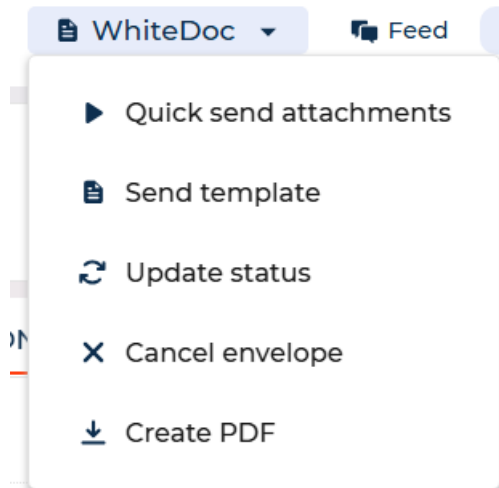 WhiteDoc
Feed
Quick send attachments
Send template
Update status
Cancel envelope
Create PDF